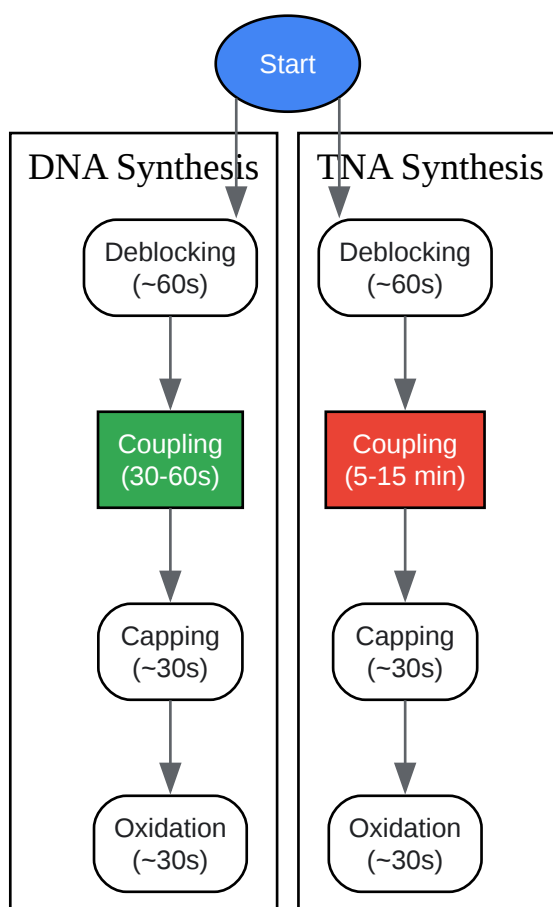 Start
DNA Synthesis
Deblocking
(~60s)
Coupling
(30-60s)
Capping
(~30s)
Oxidation
(~30s)
TNA Synthesis
Deblocking
(~60s)
Coupling
(5-15 min)
Capping
(~30s)
Oxidation
(~30s)